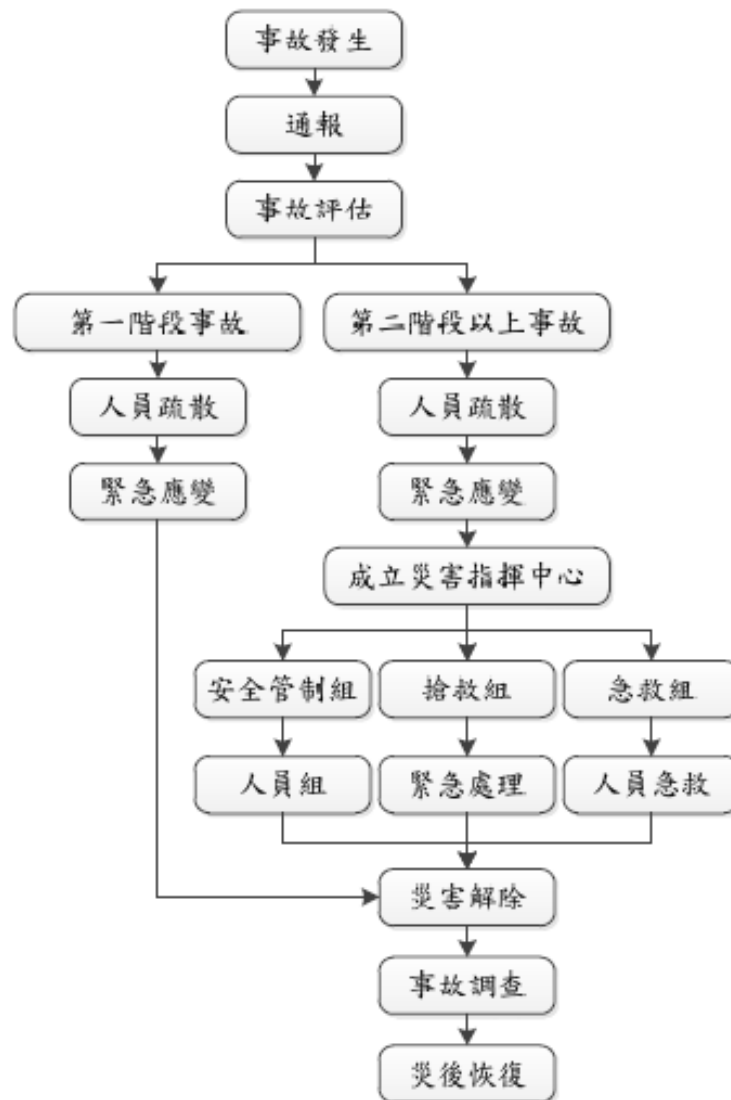 事故發生
通報
事故評估
第一階段事故
第二階段以上事故
人員疏散
人員疏散
緊急應變
緊急應變
成立災害指揮中心
安全管制組
搶救組
急救組
人員組
緊急處理
人員急救
災害解除
事故調查
災後恢復